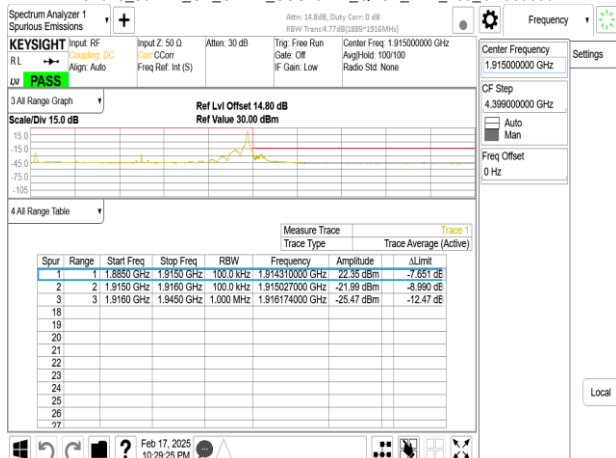 Spectrum Analyzer 1
Spurious Emissions
Attn: 14.8dB, Duty Corr: 0 dB
RBW Trans:4.77dB(1885~1916MHz)
Frequency
KEYSIGHT
RL
LXI
PASS
Input: RF
Coupling: DC
Align: Auto
Input Z: 50 Ω
Corr CCorr
Freq Ref: Int (S)
Atten: 30 dB
Trig: Free Run
Gate: Off
IF Gain: Low
Center Freq: 1.915000000 GHz
Avg|Hold: 100/100
Radio Std: None
Center Frequency
1.915000000 GHz
Settings
CF Step
4.399000000 GHz
Auto
Man
Freq Offset
0 Hz
Local
3 All Range Graph
Scale/Div 15.0 dB
Ref Lvl Offset 14.80 dB
Ref Value 30.00 dBm
15.0
-15.0
-45.0
-75.0
-105
4 All Range Table
Measure Trace Trace 1
Trace Type Trace Average (Active)
Spur Range Start Freq Stop Freq RBW Frequency Amplitude ΔLimit
1 1 1.8850 GHz 1.9150 GHz 100.0 kHz 1.914310000 GHz 22.35 dBm -7.651 dB
2 2 1.9150 GHz 1.9160 GHz 100.0 kHz 1.915027000 GHz -21.99 dBm -8.990 dB
3 3 1.9160 GHz 1.9450 GHz 1.000 MHz 1.916174000 GHz -25.47 dBm -12.47 dB
18
19
20
21
22
23
24
25
26
27
Feb 17, 2025
10:29:25 PM